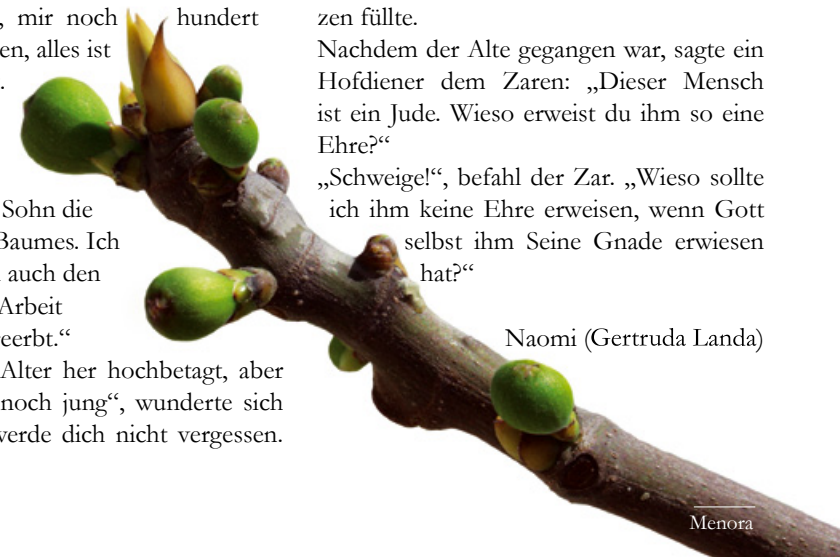 , mir noch hundert
en, alles ist
.
Sohn die
Baumes. Ich
auch den
Arbeit
eerbt.“
Alter her hochbetagt, aber
noch jung“, wunderte sich
werde dich nicht vergessen.
zen füllte.
Nachdem der Alte gegangen war, sagte ein
Hofdiener dem Zaren: „Dieser Mensch
ist ein Jude. Wieso erweist du ihm so eine
Ehre?“
„Schweige!“, befahl der Zar. „Wieso sollte
ich ihm keine Ehre erweisen, wenn Gott
selbst ihm Seine Gnade erwiesen
hat?“
Naomi (Gertruda Landa)
Menora